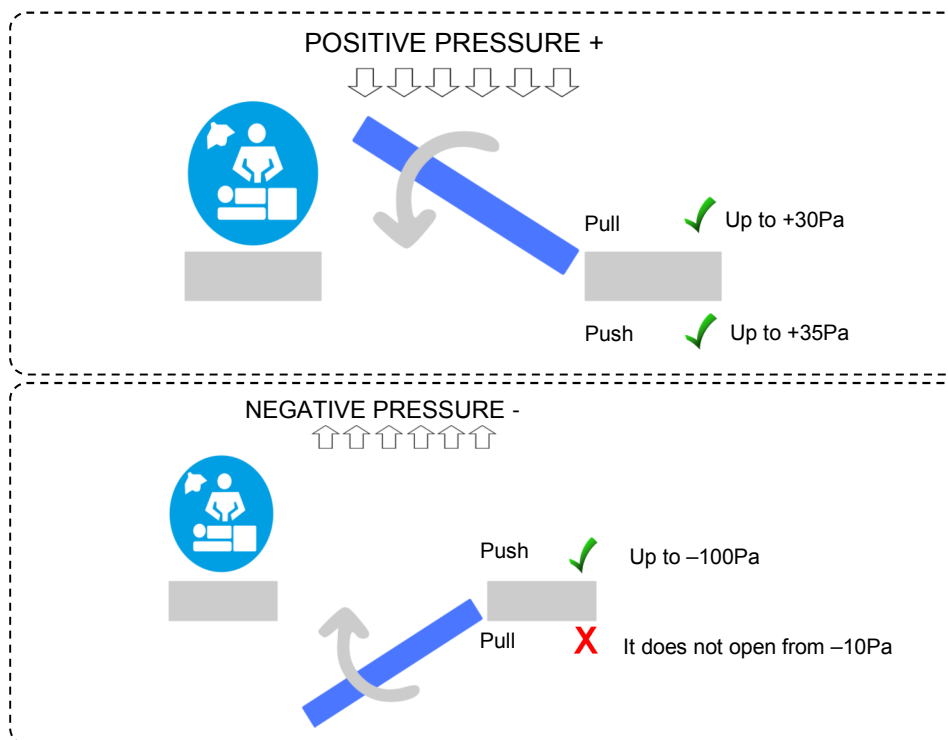 POSITIVE PRESSURE +
Pull
Up to +30Pa
Push
Up to +35Pa
NEGATIVE PRESSURE -
Push
Up to –100Pa
Pull
X
It does not open from –10Pa